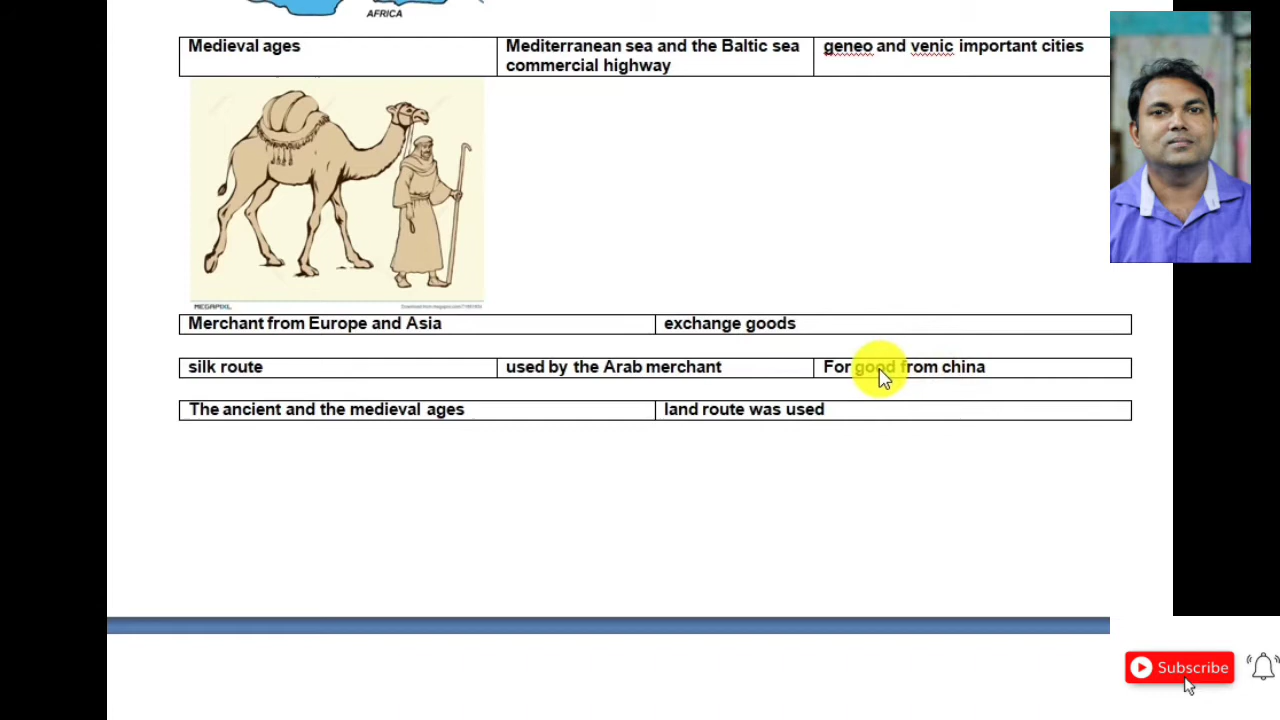 AFRICA
Medieval ages
Mediterranean sea and the Baltic sea
commercial highway
geneo and venic important cities
MEGAPIXL
Merchant from Europe and Asia
exchange goods
silk route
used by the Arab merchant
For good from china
The ancient and the medieval ages
land route was used
Subscribe